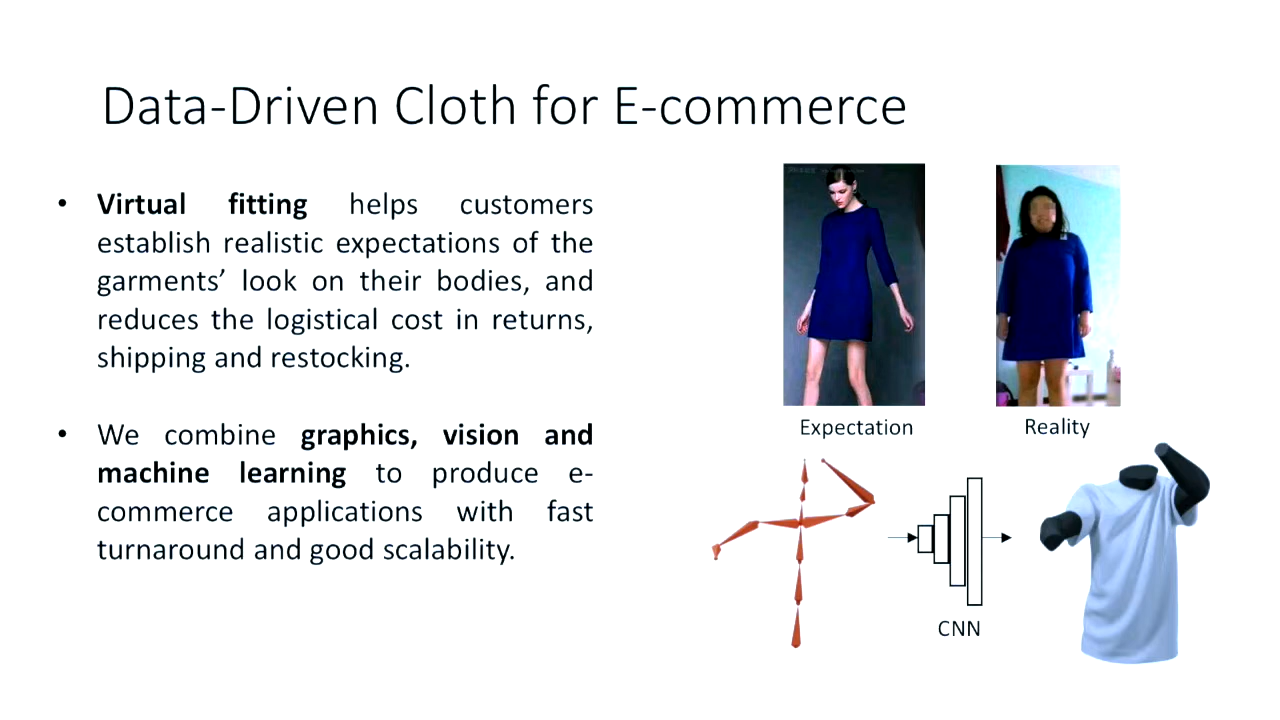 Data-Driven Cloth for E-commerce
• Virtual fitting helps customers
establish realistic expectations of the
garments’ look on their bodies, and
reduces the logistical cost in returns,
shipping and restocking.
• We combine graphics, vision and
machine learning to produce e-
commerce applications with fast
turnaround and good scalability.
Expectation
Reality
CNN